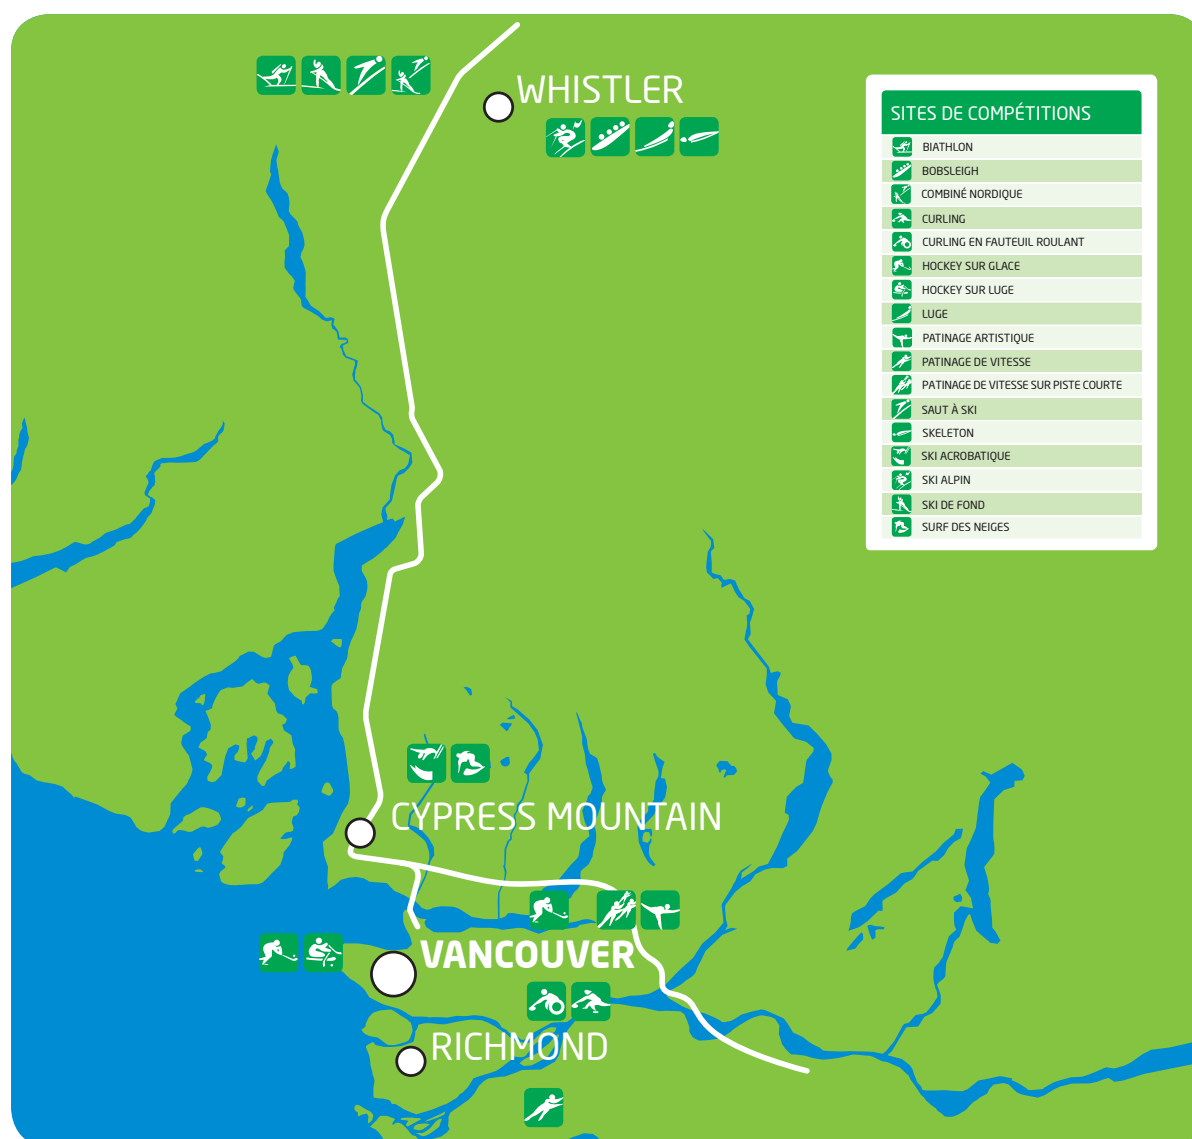 WHISTLER
SITES DE COMPÉTITIONS
BIATHLON
BOBSLEIGH
COMBINÉ NORDIQUE
CURLING
CURLING EN FAUTEUIL ROULANT
HOCKEY SUR GLACE
HOCKEY SUR LUGE
LUGE
PATINAGE ARTISTIQUE
PATINAGE DE VITESSE
PATINAGE DE VITESSE SUR PISTE COURTE
SAUT À SKI
SKELETON
SKI ACROBATIQUE
SKI ALPIN
SKI DE FOND
SURF DES NEIGES
CYPRESS MOUNTAIN
VANCOUVER
RICHMOND